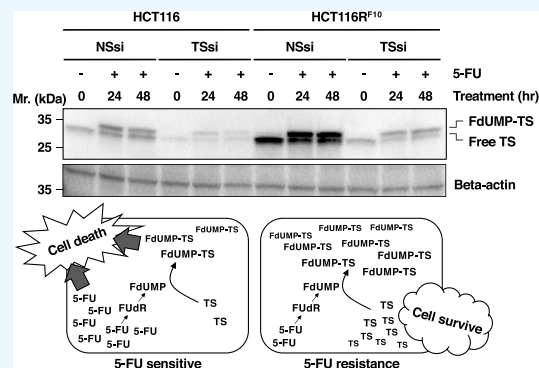 HCT116 HCT116Rᶠ¹⁰
NSsi TSsi NSsi TSsi
- + + - + + - + + - + + 5-FU
Mr. (kDa) 0 24 48 0 24 48 0 24 48 0 24 48 Treatment (hr)
35
FdUMP-TS
25
Free TS
35
Beta-actin
Cell death
FdUMP-TS
FdUMP-TS
FdUMP-TS
FdUMP
FUdR
5-FU
5-FU
5-FU 5-FU 5-FU
5-FU 5-FU
5-FU
TS
TS
5-FU sensitive
FdUMP-TS
FdUMP-TS FdUMP-TS
FdUMP-TS FdUMP-TS
FdUMP-TS FdUMP-TS
FdUMP-TS
FdUMP
FUdR
5-FU
5-FU
TS
TS TS
TS TS
TS TS TS
TS
Cell survive
5-FU resistance